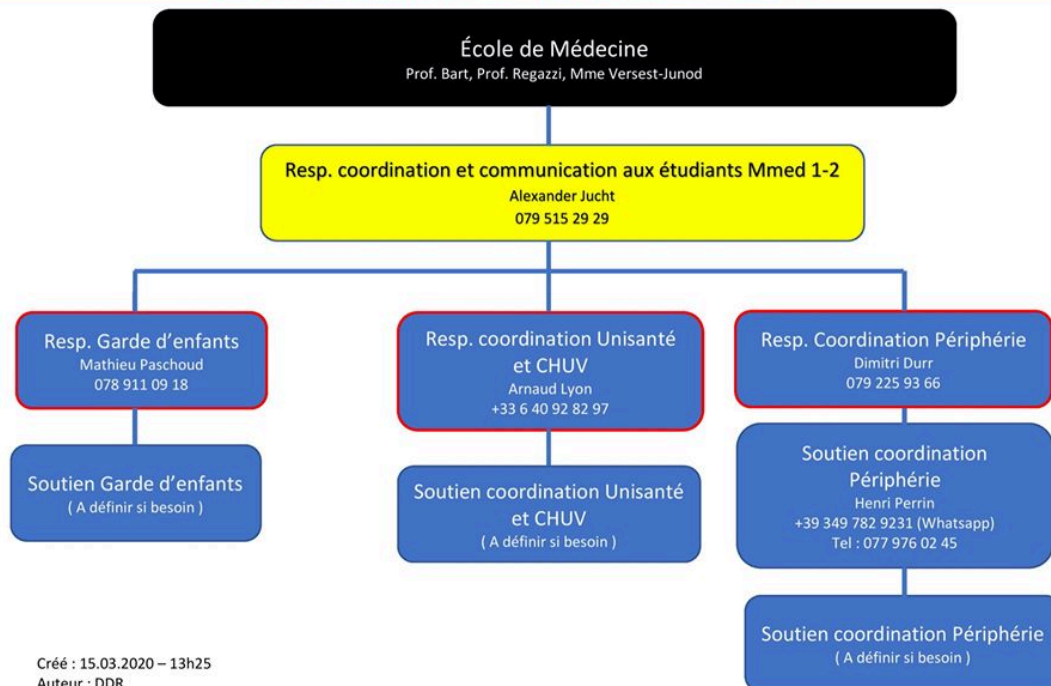 École de Médecine
Prof. Bart, Prof. Regazzi, Mme Versest-Junod
Resp. coordination et communication aux étudiants Mmed 1-2
Alexander Jucht
079 515 29 29
Resp. Garde d’enfants
Mathieu Paschoud
078 911 09 18
Soutien Garde d’enfants
( A définir si besoin )
Resp. coordination Unisanté
et CHUV
Arnaud Lyon
+33 6 40 92 82 97
Soutien coordination Unisanté
et CHUV
( A définir si besoin )
Resp. Coordination Périphérie
Dimitri Durr
079 225 93 66
Soutien coordination
Périphérie
Henri Perrin
+39 349 782 9231 (Whatsapp)
Tel : 077 976 02 45
Soutien coordination Périphérie
( A définir si besoin )
Créé : 15.03.2020 – 13h25
Auteur : DDR